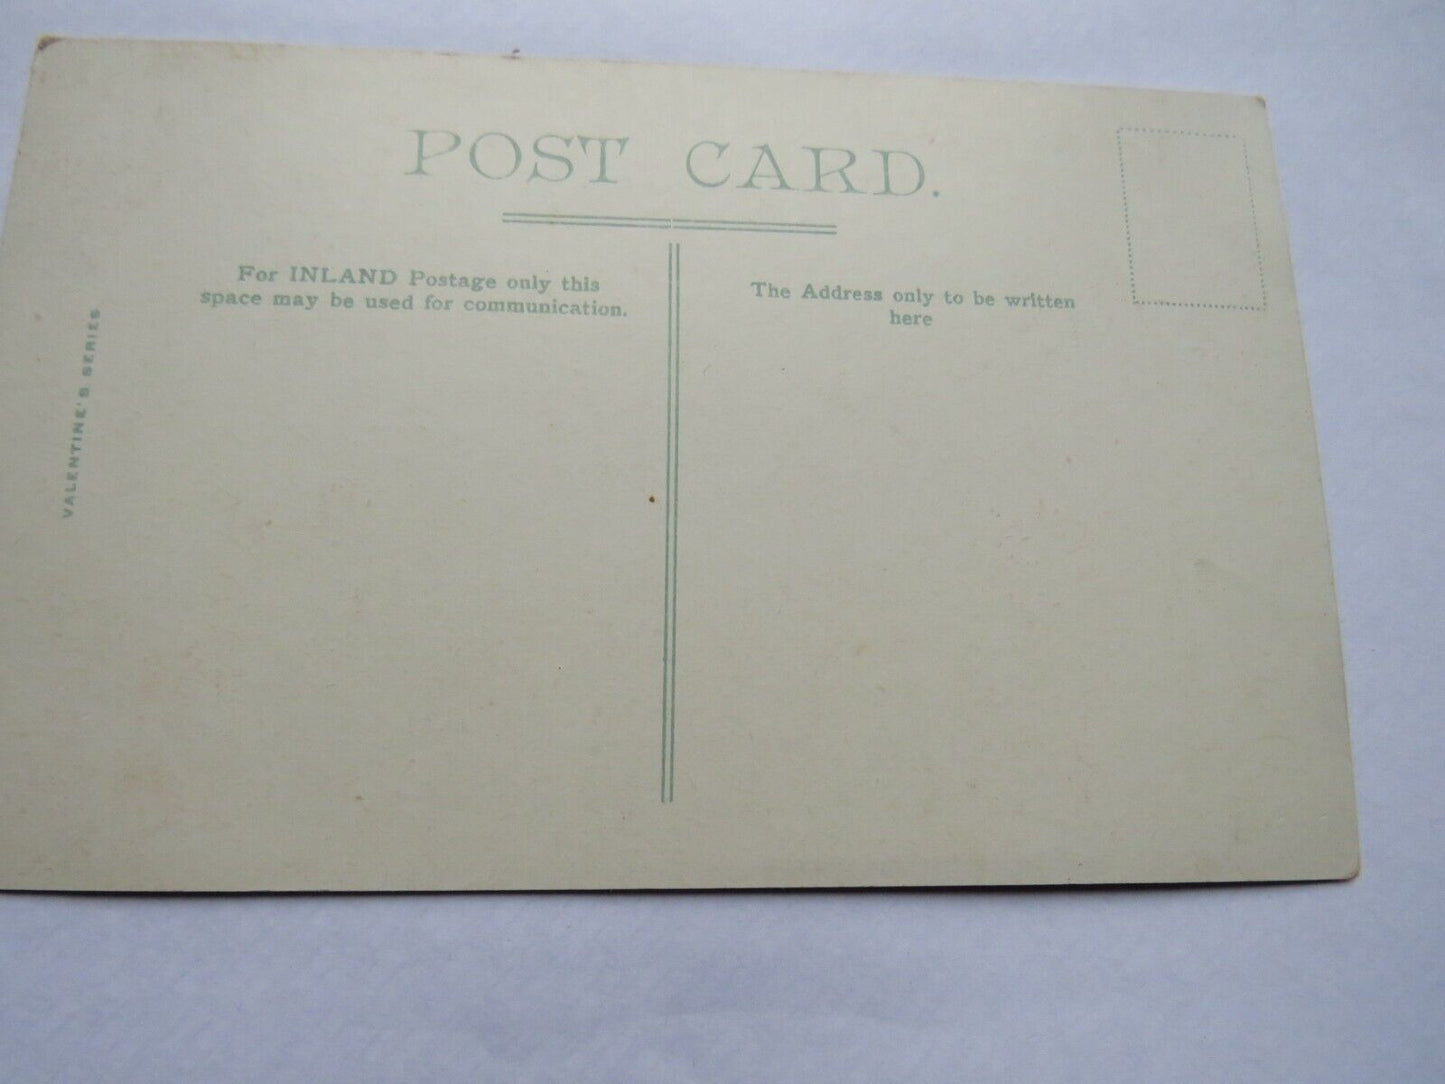 POST CARD.
For INLAND Postage only this
space may be used for communication.
The Address only to be written
here
VALENTINE'S SERIES